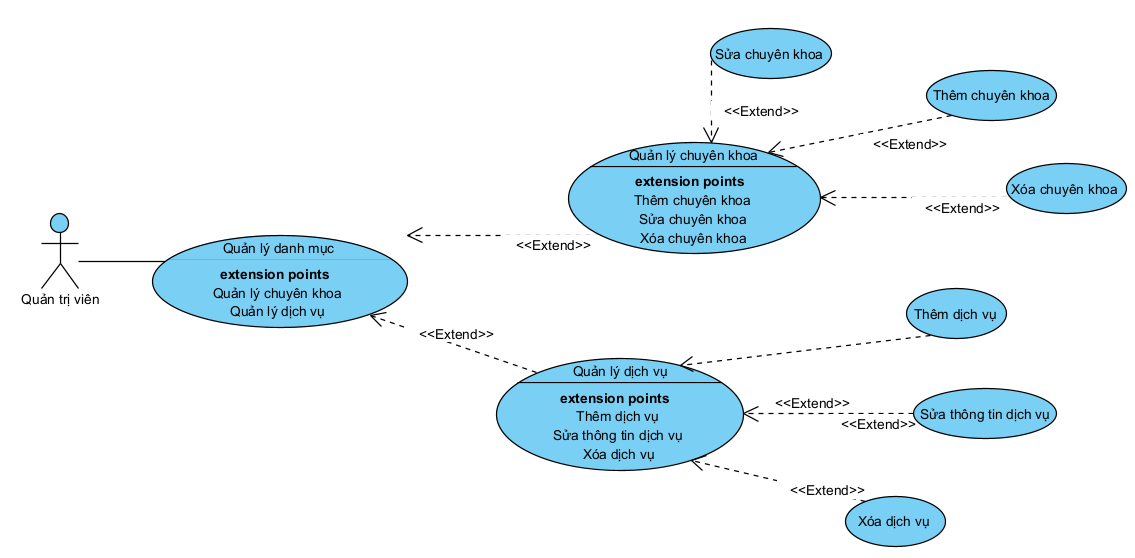 Sửa chuyên khoa
Thêm chuyên khoa
<<Extend>>
<<Extend>>
Quản lý chuyên khoa
extension points
Thêm chuyên khoa
Sửa chuyên khoa
Xóa chuyên khoa
Xóa chuyên khoa
<<Extend>>
<<Extend>>
Quản trị viên
Quản lý danh mục
extension points
Quản lý chuyên khoa
Quản lý dịch vụ
<<Extend>>
Thêm dịch vụ
Quản lý dịch vụ
extension points
Thêm dịch vụ
Sửa thông tin dịch vụ
Xóa dịch vụ
<<Extend>>
<<Extend>>
Sửa thông tin dịch vụ
<<Extend>>
Xóa dịch vụ